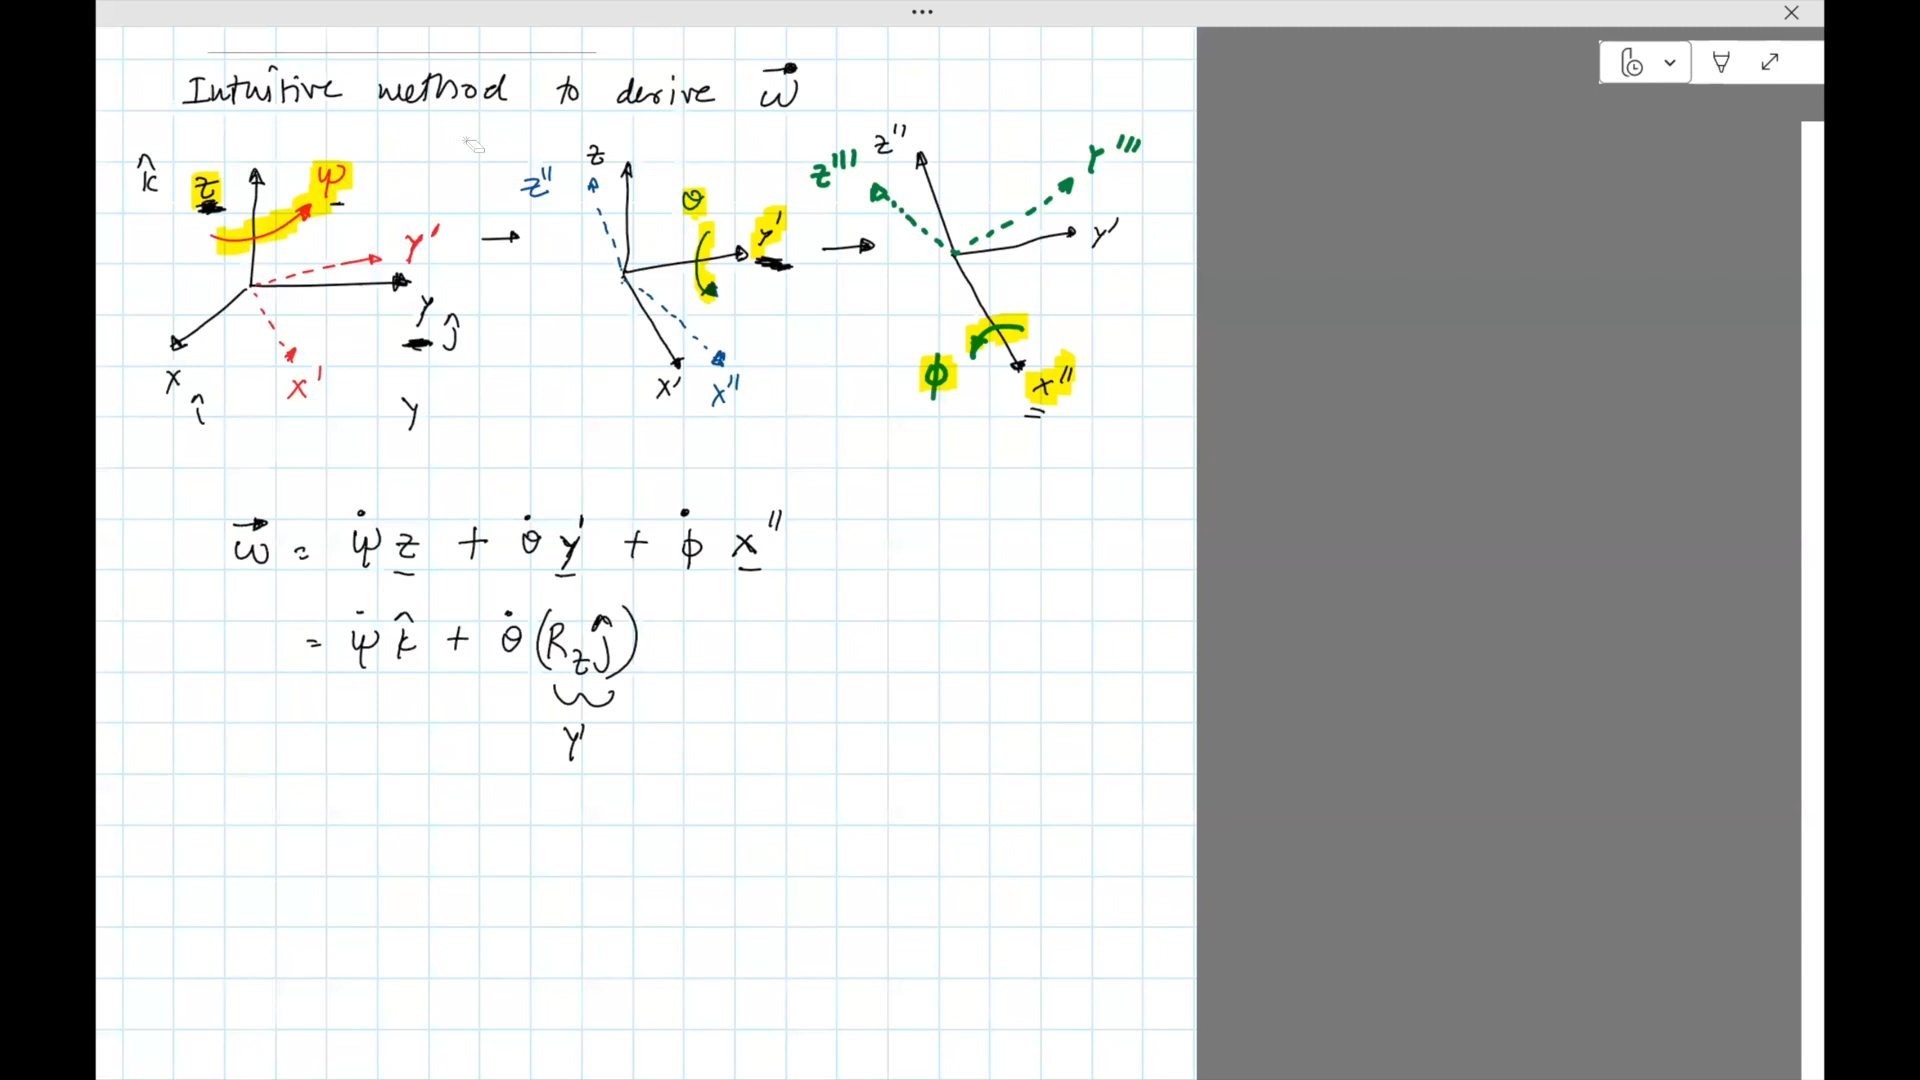 Intuitive method to derive ω⃗
k̂ z ψ y' y ĵ x î x' y
z'' z θ y' x' x''
z''' z'' y''' y' ϕ x''
ω⃗ = ψ̇ z + θ̇ y' + ϕ̇ x''
= ψ̇ k̂ + θ̇ (R_z ĵ)
y'